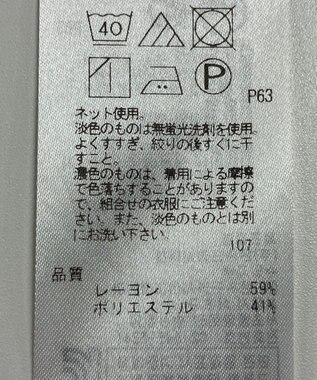 40
P
P63
ネット使用。
淡色のものは無蛍光洗剤を使用。
よくすすぎ、絞りの後すぐに干
すこと。
濃色のものは、着用による摩擦
で色落ちすることがありますの
で、組合せの衣服にご注意くだ
さい。また、淡色のものとは別
にお洗い下さい。
107
品質
レーヨン 59%
ポリエステル 41%